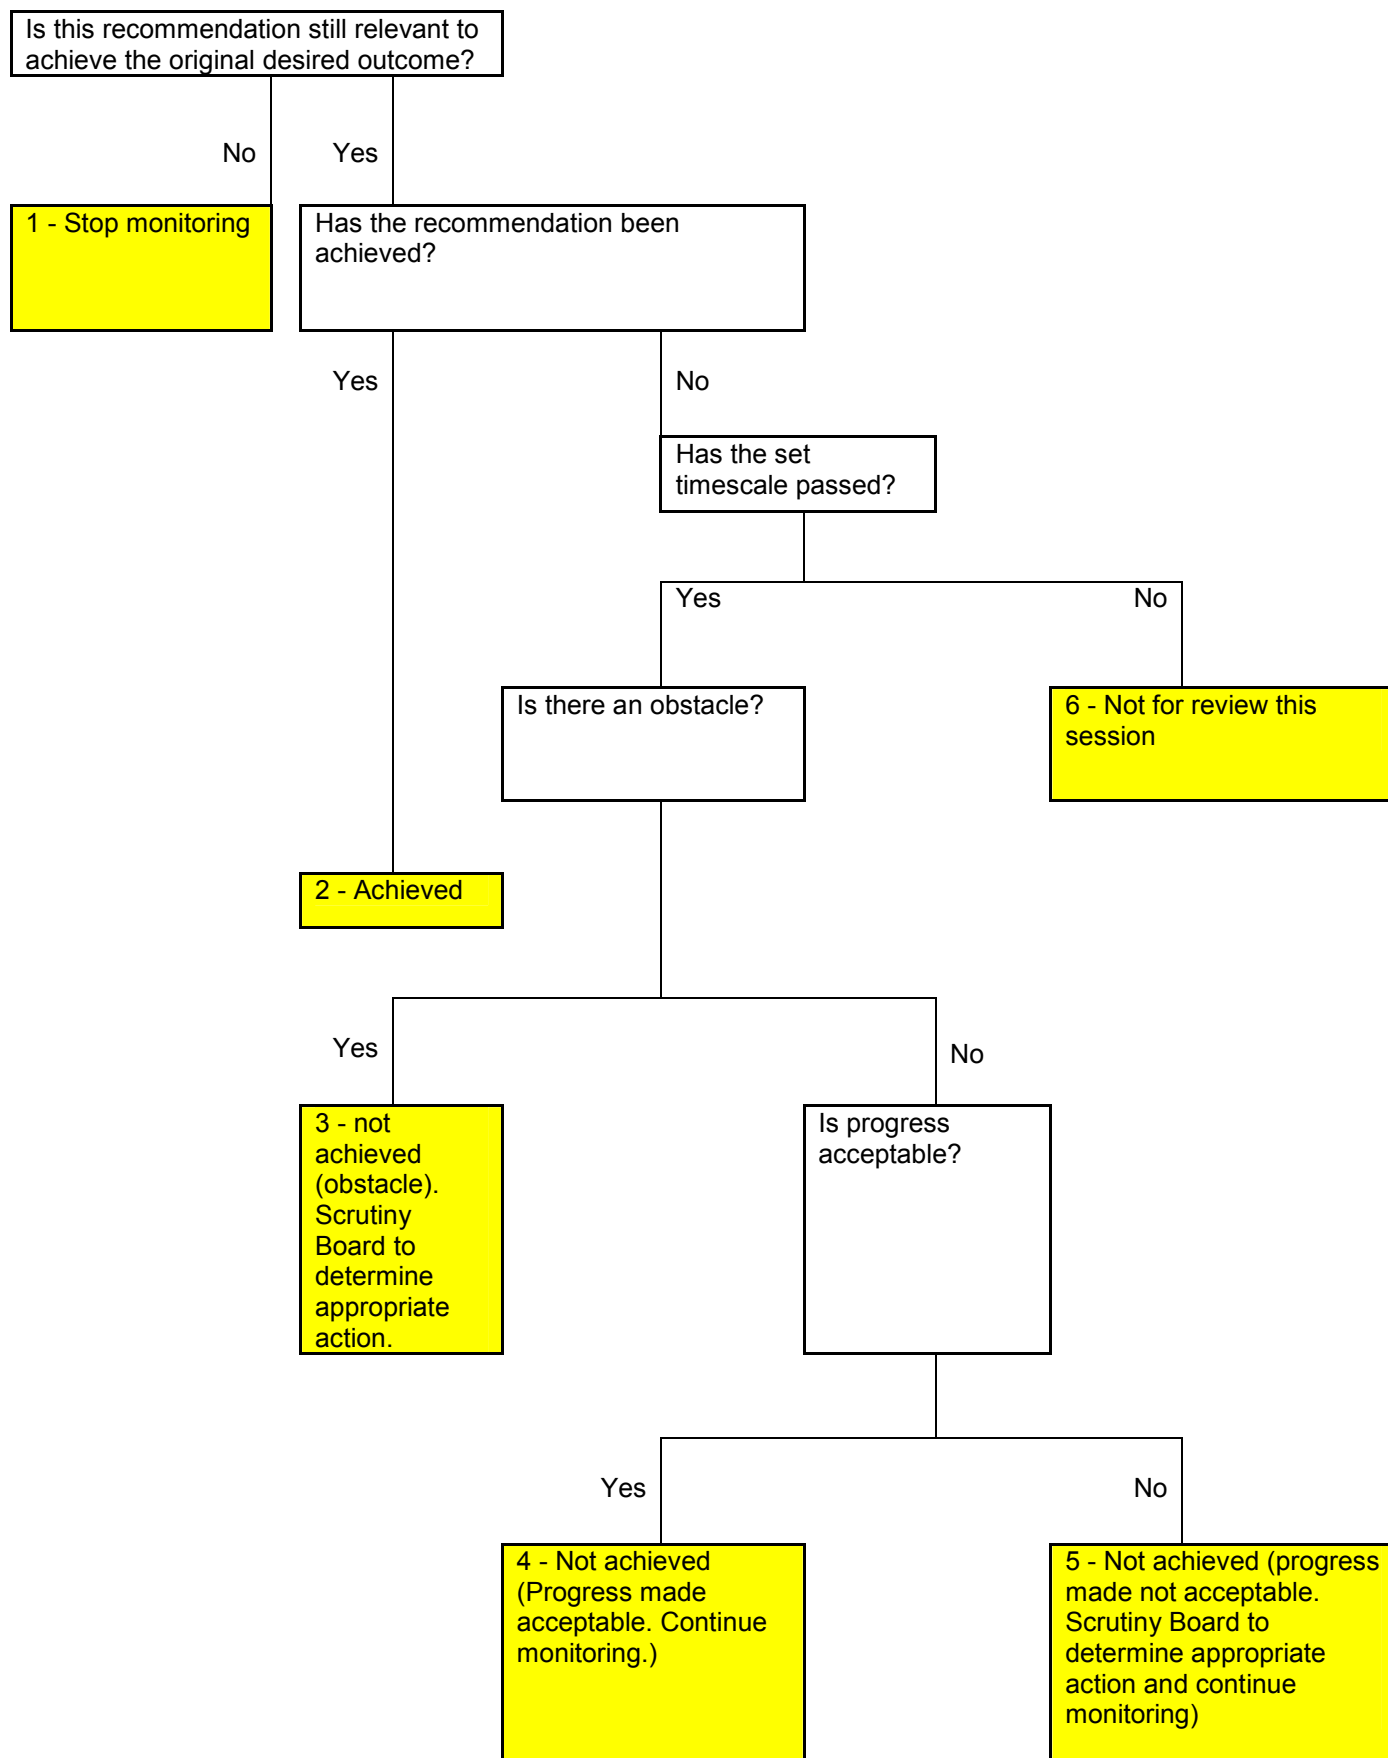 Is this recommendation still relevant to
achieve the original desired outcome?
No
Yes
1 - Stop monitoring
Has the recommendation been
achieved?
Yes
No
Has the set
timescale passed?
Yes
No
Is there an obstacle?
6 - Not for review this
session
2 - Achieved
Yes
No
3 - not
achieved
(obstacle).
Scrutiny
Board to
determine
appropriate
action.
Is progress
acceptable?
Yes
No
4 - Not achieved
(Progress made
acceptable. Continue
monitoring.)
5 - Not achieved (progress
made not acceptable.
Scrutiny Board to
determine appropriate
action and continue
monitoring)